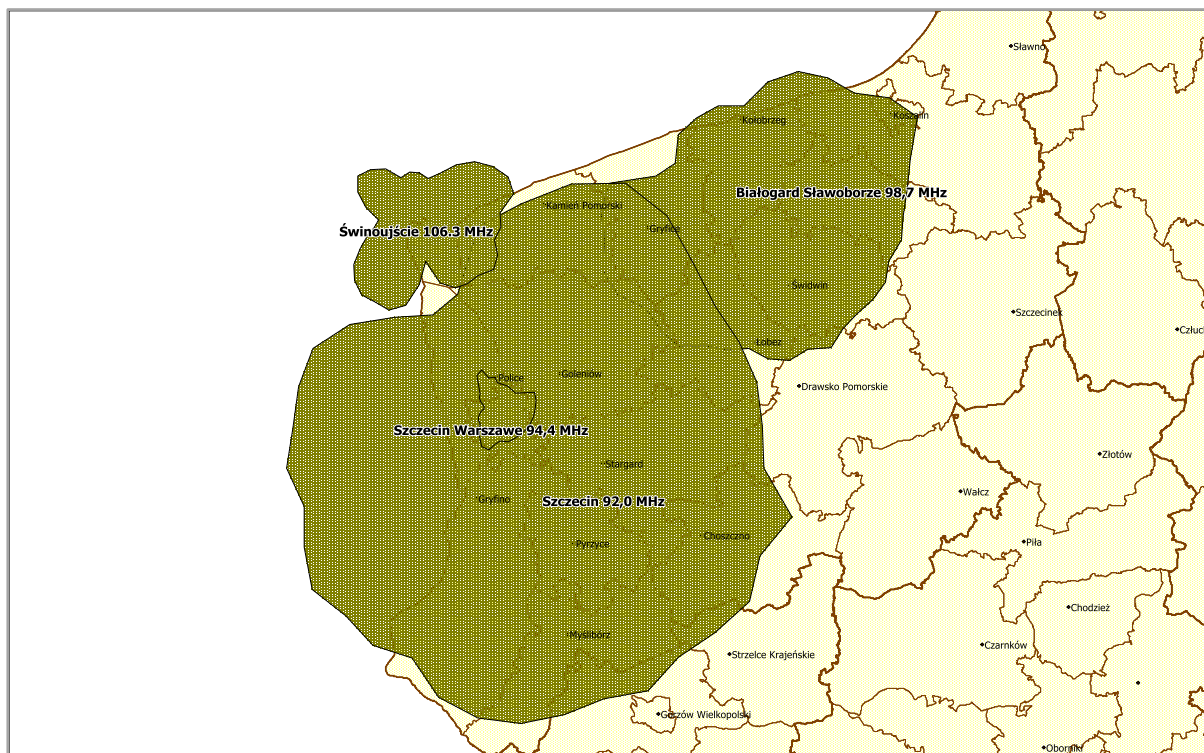 Sławno
Kołobrzeg
Koszalin
Białogard Sławoborze 98,7 MHz
Kamień Pomorski
Gryfice
Świnoujście 106.3 MHz
Świdwin
Szczecinek
Człuch
Łobez
Police
Goleniów
Drawsko Pomorskie
Szczecin Warszawe 94,4 MHz
Złotów
Stargard
Wałcz
Gryfino
Szczecin 92,0 MHz
Choszczno
Pyrzyce
Piła
Chodzież
Myślibórz
Czarnków
Strzelce Krajeńskie
Gorzów Wielkopolski
Oborniki